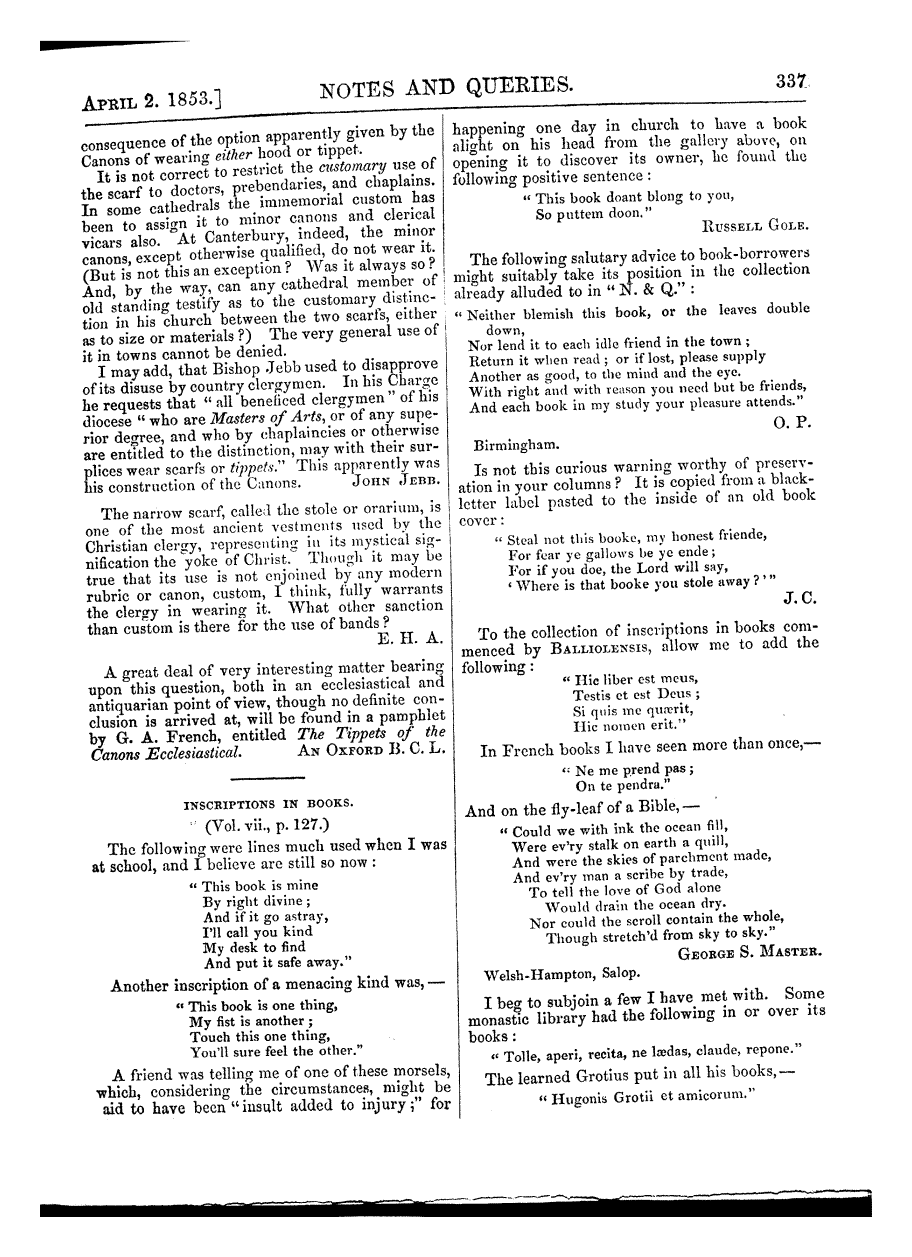 APRIL 2. 1853.]
NOTES AND QUERIES.
337
consequence of the option apparently given by the
Canons of wearing either hood or tippet.
It is not correct to restrict the customary use of
the scarf to doctors, prebendaries, and chaplains.
In some cathedrals the immemorial custom has
been to assign it to minor canons and clerical
vicars also. At Canterbury, indeed, the minor
canons, except otherwise qualified, do not wear it.
(But is not this an exception? Was it always so?
And, by the way, can any cathedral member of
old standing testify as to the customary distinc-
tion in his church between the two scarfs, either
as to size or materials?) The very general use of
it in towns cannot be denied.
I may add, that Bishop Jebb used to disapprove
of its disuse by country clergymen. In his Charge
he requests that "all beneficed clergymen" of his
diocese "who are Masters of Arts, or of any supe-
rior degree, and who by chaplaincies or otherwise
are entitled to the distinction, may with their sur-
plices wear scarfs or tippets." This apparently was
his construction of the Canons. JOHN JEBB.
The narrow scarf, called the stole or orarium, is
one of the most ancient vestments used by the
Christian clergy, representing in its mystical sig-
nification the yoke of Christ. Though it may be
true that its use is not enjoined by any modern
rubric or canon, custom, I think, fully warrants
the clergy in wearing it. What other sanction
than custom is there for the use of bands?
E. H. A.
A great deal of very interesting matter bearing
upon this question, both in an ecclesiastical and
antiquarian point of view, though no definite con-
clusion is arrived at, will be found in a pamphlet
by G. A. French, entitled The Tippets of the
Canons Ecclesiastical. AN OXFORD B. C. L.
INSCRIPTIONS IN BOOKS.
(Vol. vii., p. 127.)
The following were lines much used when I was
at school, and I believe are still so now:
"This book is mine
By right divine;
And if it go astray,
I'll call you kind
My desk to find
And put it safe away."
Another inscription of a menacing kind was,—
"This book is one thing,
My fist is another;
Touch this one thing,
You'll sure feel the other."
A friend was telling me of one of these morsels,
which, considering the circumstances, might be
aid to have been "insult added to injury;" for
happening one day in church to have a book
alight on his head from the gallery above, on
opening it to discover its owner, he found the
following positive sentence:
"This book doant blong to you,
So puttem doon."
RUSSELL GOLE.
The following salutary advice to book-borrowers
might suitably take its position in the collection
already alluded to in "N. & Q.":
"Neither blemish this book, or the leaves double
down,
Nor lend it to each idle friend in the town;
Return it when read; or if lost, please supply
Another as good, to the mind and the eye.
With right and with reason you need but be friends,
And each book in my study your pleasure attends."
O. P.
Birmingham.
Is not this curious warning worthy of preserv-
ation in your columns? It is copied from a black-
letter label pasted to the inside of an old book
cover:
"Steal not this booke, my honest friende,
For fear ye gallows be ye ende;
For if you doe, the Lord will say,
'Where is that booke you stole away?'"
J. C.
To the collection of inscriptions in books com-
menced by BALLIOLENSIS, allow me to add the
following:
"Hic liber est meus,
Testis et est Deus;
Si quis me quærit,
Hic nomen erit."
In French books I have seen more than once,—
"Ne me prend pas;
On te pendra."
And on the fly-leaf of a Bible,—
"Could we with ink the ocean fill,
Were ev'ry stalk on earth a quill,
And were the skies of parchment made,
And ev'ry man a scribe by trade,
To tell the love of God alone
Would drain the ocean dry.
Nor could the scroll contain the whole,
Though stretch'd from sky to sky."
GEORGE S. MASTER.
Welsh-Hampton, Salop.
I beg to subjoin a few I have met with. Some
monastic library had the following in or over its
books:
"Tolle, aperi, recita, ne lædas, claude, repone."
The learned Grotius put in all his books,—
"Hugonis Grotii et amicorum."